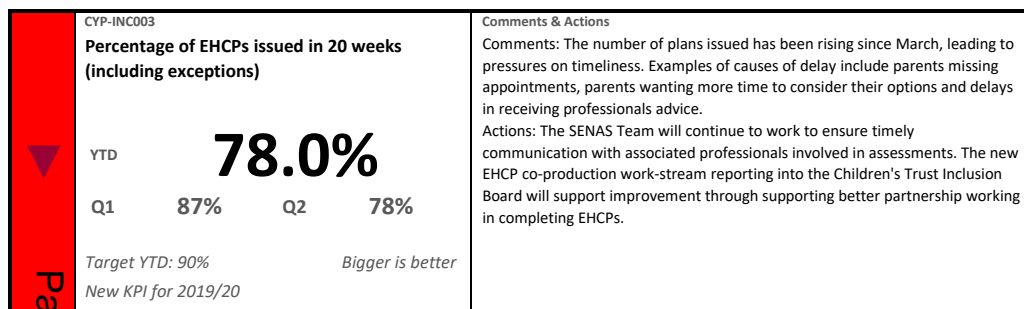 CYP-INC003
Percentage of EHCPs issued in 20 weeks
(including exceptions)
YTD
78.0%
Q1 87% Q2 78%
Target YTD: 90% Bigger is better
New KPI for 2019/20
Comments & Actions
Comments: The number of plans issued has been rising since March, leading to
pressures on timeliness. Examples of causes of delay include parents missing
appointments, parents wanting more time to consider their options and delays
in receiving professionals advice.
Actions: The SENAS Team will continue to work to ensure timely
communication with associated professionals involved in assessments. The new
EHCP co-production work-stream reporting into the Children's Trust Inclusion
Board will support improvement through supporting better partnership working
in completing EHCPs.